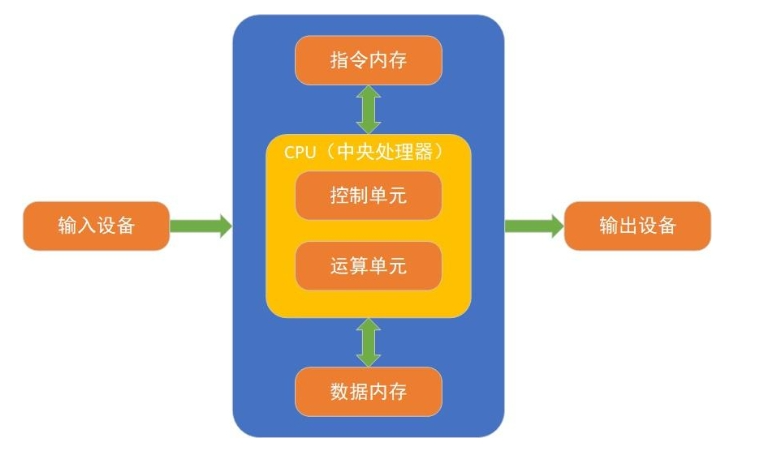 指令内存
CPU（中央处理器）
控制单元
输入设备
输出设备
运算单元
数据内存